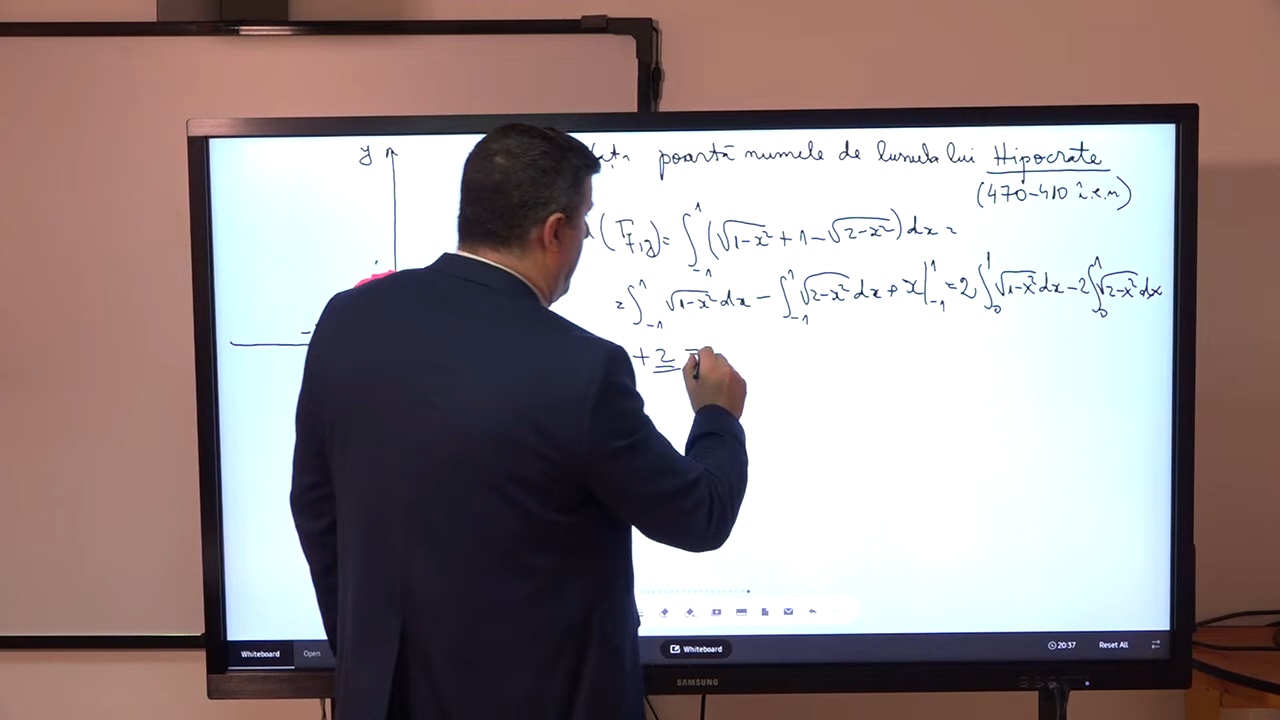 y
poartă numele de lunula lui Hipocrate
(470-410 î.e.n)
(Γf,g) = ∫₋₁¹ (√1-x² + 1 - √2-x²) dx =
= ∫₋₁¹ √1-x² dx - ∫₋₁¹ √2-x² dx + x|₋₁¹ = 2∫₀¹ √1-x² dx - 2∫₀¹ √2-x² dx
+ 2
Whiteboard Open Whiteboard 20:37 Reset All
SAMSUNG